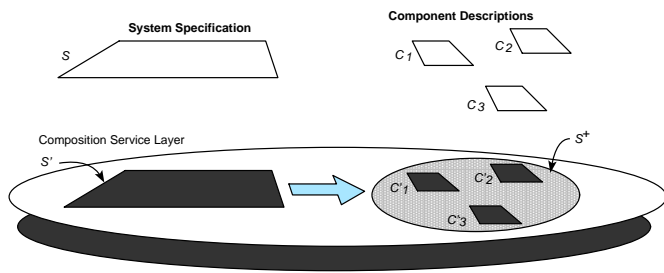 System Specification
Component Descriptions
S
C1
C2
C3
Composition Service Layer
S'
S+
C'1
C'2
C'3